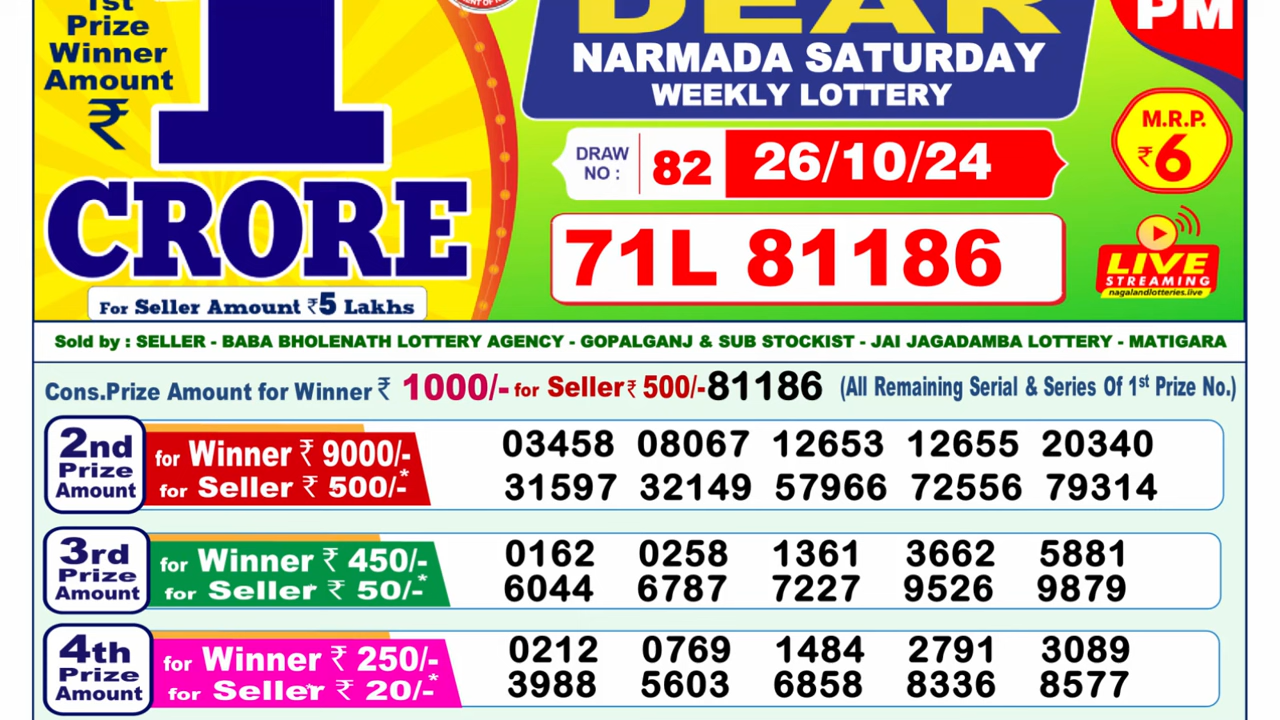 1st
Prize
Winner
Amount
₹
1
CRORE
For Seller Amount ₹5 Lakhs
DEAR
NARMADA SATURDAY
WEEKLY LOTTERY
PM
DRAW NO : 82 26/10/24
M.R.P.
₹6
71L 81186
LIVE
STREAMING
nagalandlotteries.live
Sold by : SELLER - BABA BHOLENATH LOTTERY AGENCY - GOPALGANJ & SUB STOCKIST - JAI JAGADAMBA LOTTERY - MATIGARA
Cons.Prize Amount for Winner ₹ 1000/- for Seller ₹ 500/- 81186 (All Remaining Serial & Series Of 1st Prize No.)
2nd
Prize
Amount
for Winner ₹ 9000/-
for Seller ₹ 500/-*
03458 08067 12653 12655 20340
31597 32149 57966 72556 79314
3rd
Prize
Amount
for Winner ₹ 450/-
for Seller ₹ 50/-*
0162 0258 1361 3662 5881
6044 6787 7227 9526 9879
4th
Prize
Amount
for Winner ₹ 250/-
for Seller ₹ 20/-*
0212 0769 1484 2791 3089
3988 5603 6858 8336 8577